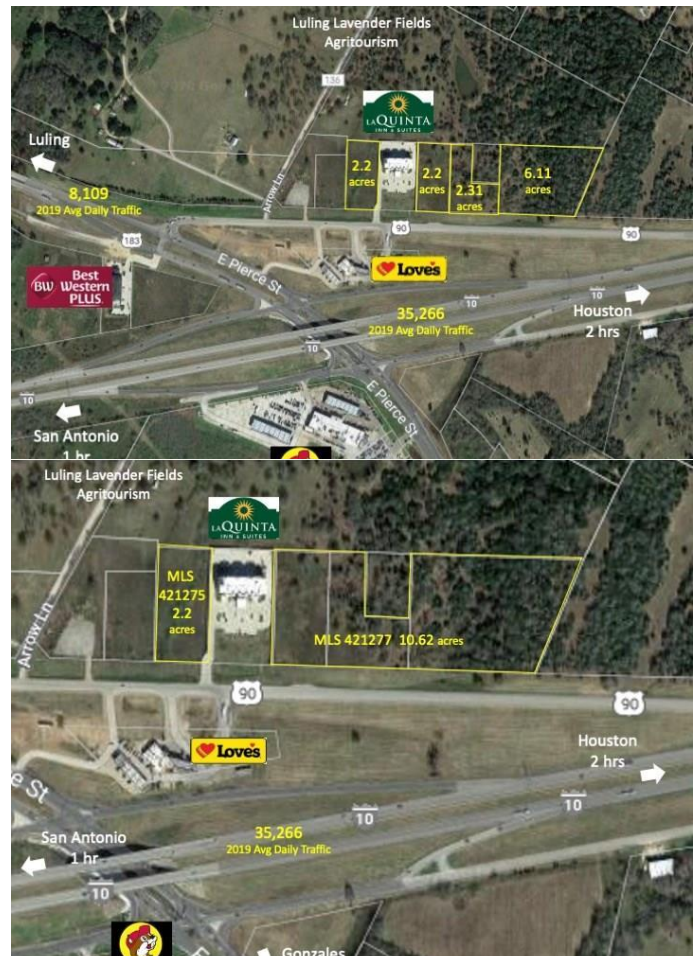 Luling Lavender Fields
Agritourism
136
LAQUINTA
INN & SUITES
Luling
8,109
2019 Avg Daily Traffic
Arrow Ln
2.2
acres
2.2
acres
2.31
acres
6.11
acres
183
90
90
E Pierce St
BW Best
Western
PLUS
Love's
35,266
2019 Avg Daily Traffic
10
10
Houston
2 hrs
10
10
E Pierce St
San Antonio
1 hr
Luling Lavender Fields
Agritourism
LAQUINTA
INN & SUITES
Arrow Ln
MLS
421275
2.2
acres
MLS 421277 10.62 acres
90
90
Love's
Houston
2 hrs
e St
10
10
San Antonio
1 hr
35,266
2019 Avg Daily Traffic
10
Gonzales